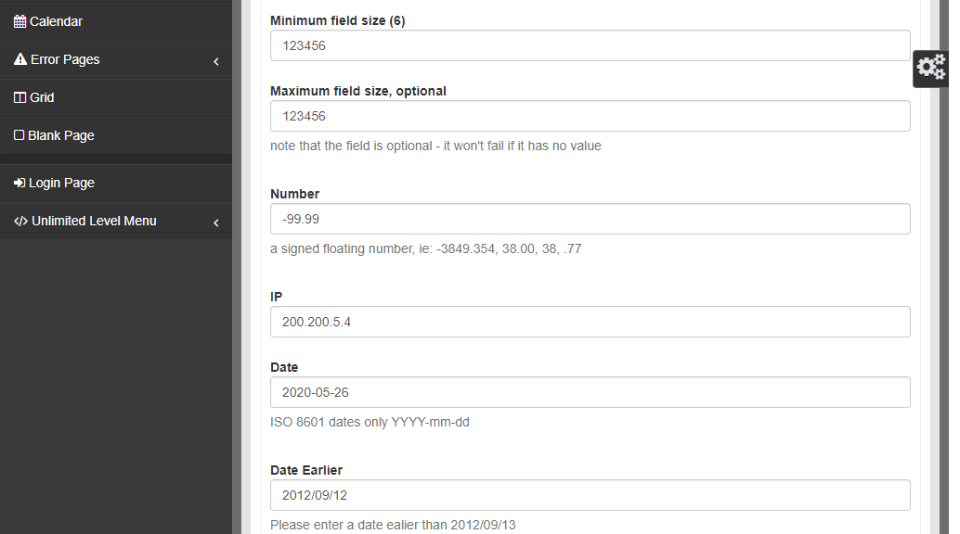 Calendar
Error Pages
Grid
Blank Page
Login Page
Unlimited Level Menu
Minimum field size (6)
123456
Maximum field size, optional
123456
note that the field is optional - it won't fail if it has no value
Number
-99.99
a signed floating number, ie: -3849.354, 38.00, 38, .77
IP
200.200.5.4
Date
2020-05-26
ISO 8601 dates only YYYY-mm-dd
Date Earlier
2012/09/12
Please enter a date ealier than 2012/09/13